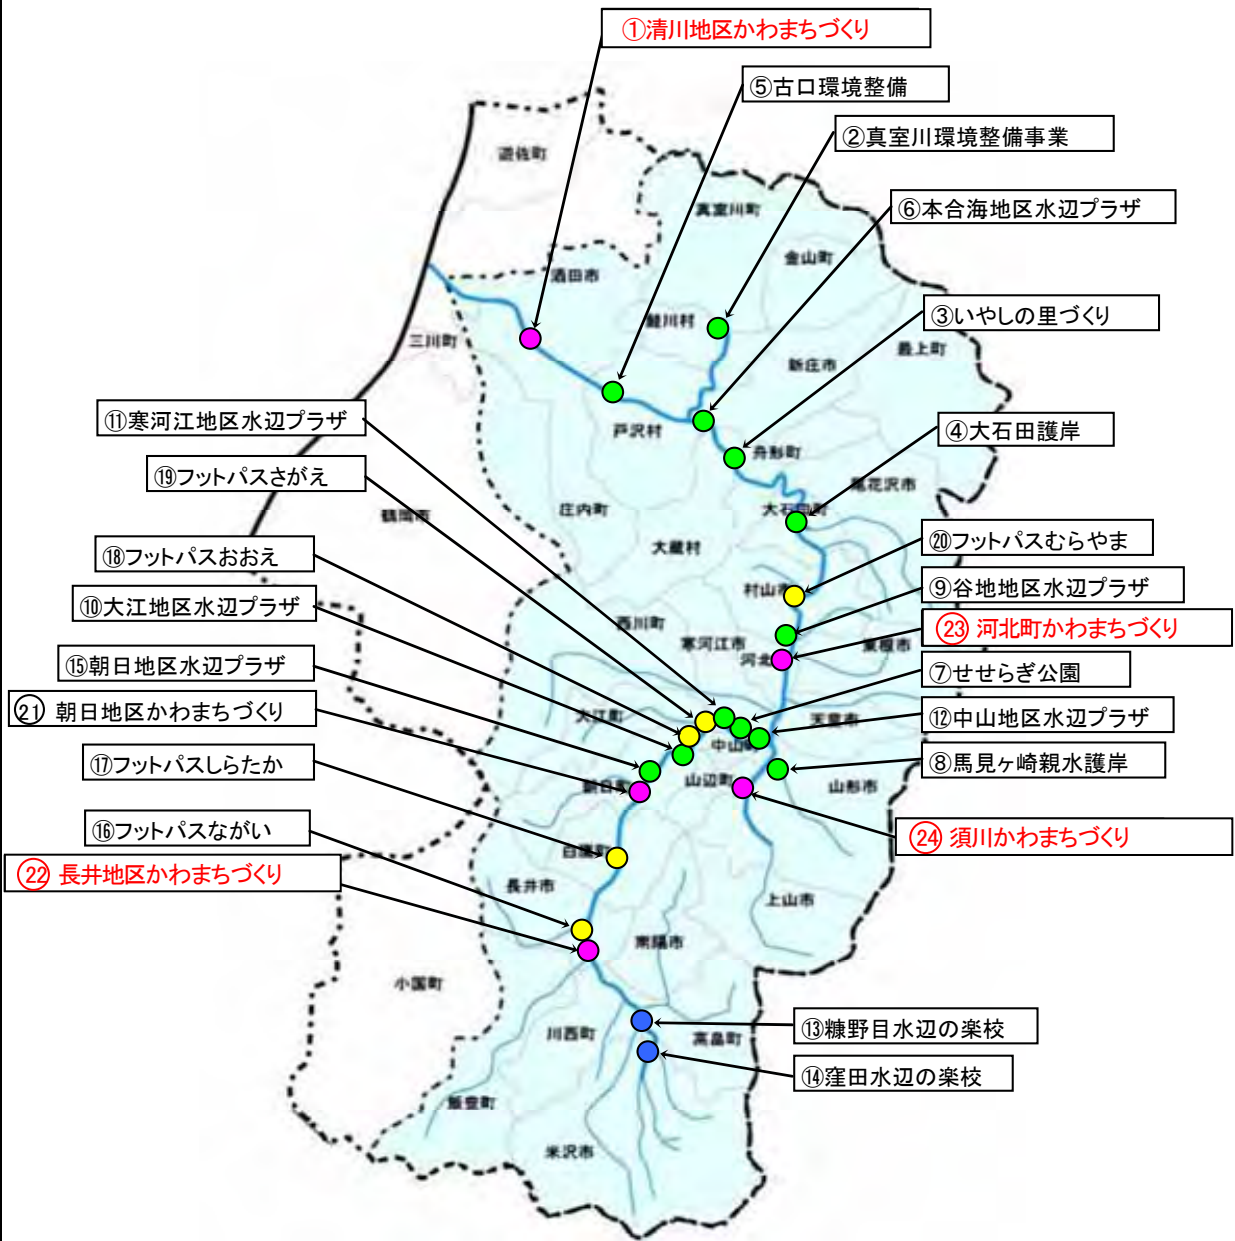 ①清川地区かわまちづくり
⑤古口環境整備
②真室川環境整備事業
遊佐町
真室川町
⑥本合海地区水辺プラザ
金山町
酒田市
鮭川村
③いやしの里づくり
三川町
最上町
新庄市
⑪寒河江地区水辺プラザ
戸沢村
④大石田護岸
舟形町
⑲フットパスさがえ
尾花沢市
大石田町
庄内町
鶴岡市
大蔵村
⑳フットパスむらやま
⑱フットパスおおえ
村山市
⑨谷地地区水辺プラザ
⑩大江地区水辺プラザ
西川町
㉓ 河北町かわまちづくり
寒河江市
東根市
河北
⑮朝日地区水辺プラザ
⑦せせらぎ公園
㉑ 朝日地区かわまちづくり
大江町
天童市
⑫中山地区水辺プラザ
中山町
⑰フットパスしらたか
⑧馬見ヶ崎親水護岸
朝日町
山辺町
山形市
⑯フットパスながい
㉔ 須川かわまちづくり
白鷹町
㉒ 長井地区かわまちづくり
長井市
上山市
南陽市
小国町
⑬糠野目水辺の楽校
川西町
高畠町
⑭窪田水辺の楽校
飯豊町
米沢市